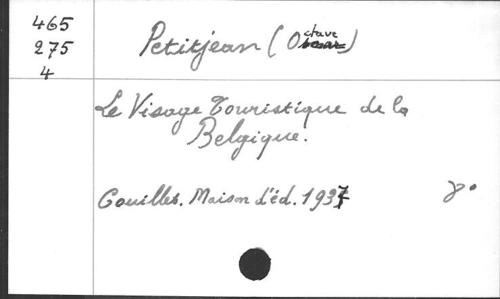 465
275
4
Petitjean (Octave)
Le Visage Touristique de la
Belgique.
Couillet. Maison d'éd. 1937 8°